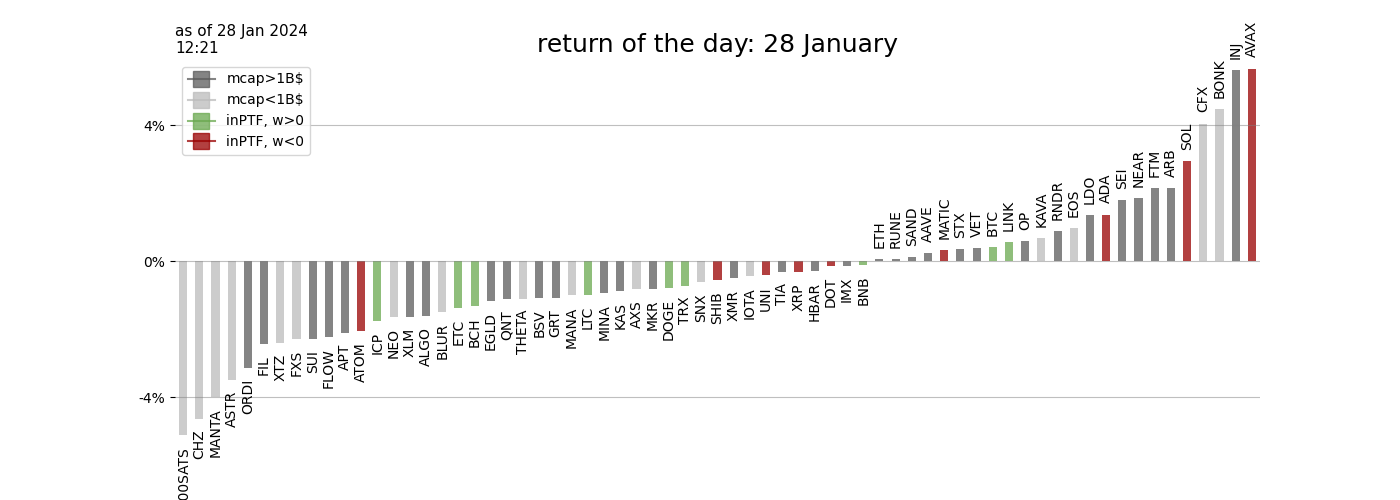 as of 28 Jan 2024
12:21
return of the day: 28 January
mcap>1B$
mcap<1B$
inPTF, w>0
inPTF, w<0
4%
0%
-4%
00SATS
CHZ
MANTA
ASTR
ORDI
FIL
XTZ
FXS
SUI
FLOW
APT
ATOM
ICP
NEO
XLM
ALGO
BLUR
ETC
BCH
EGLD
QNT
THETA
BSV
GRT
MANA
LTC
MINA
KAS
AXS
MKR
DOGE
TRX
SNX
SHIB
XMR
IOTA
UNI
TIA
XRP
HBAR
DOT
IMX
BNB
ETH
RUNE
SAND
AAVE
MATIC
STX
VET
BTC
LINK
OP
KAVA
RNDR
EOS
LDO
ADA
SEI
NEAR
FTM
ARB
SOL
CFX
BONK
INJ
AVAX